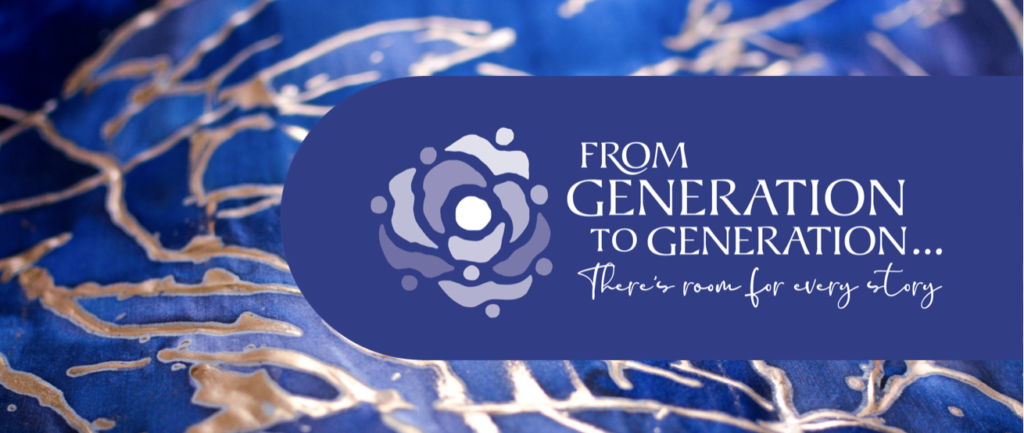 FROM
GENERATION
TO GENERATION...
There's room for every story